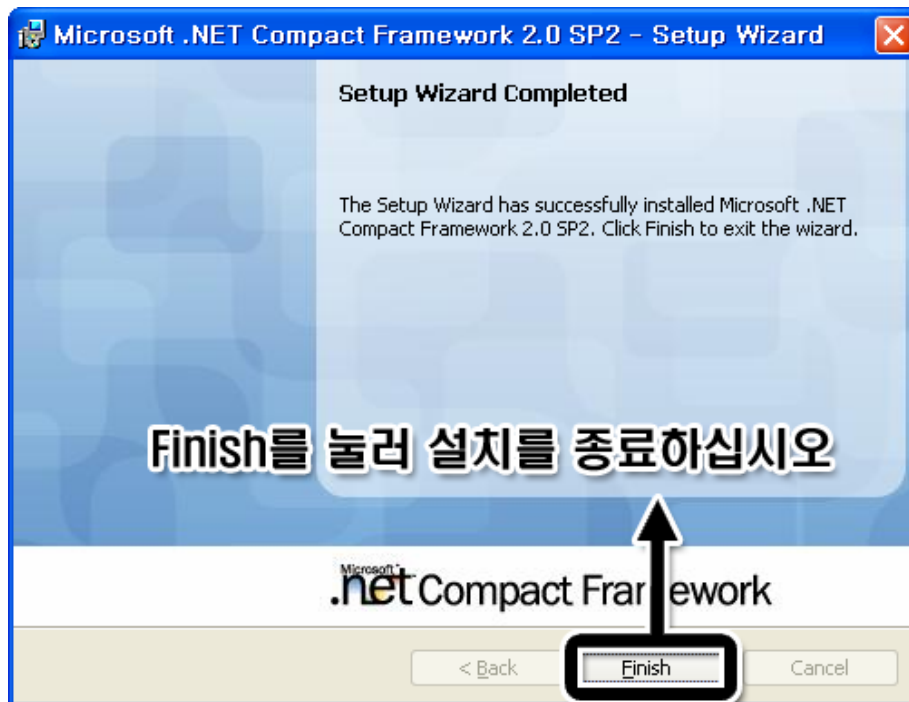 Microsoft .NET Compact Framework 2.0 SP2 - Setup Wizard
Setup Wizard Completed
The Setup Wizard has successfully installed Microsoft .NET
Compact Framework 2.0 SP2. Click Finish to exit the wizard.
Finish를 눌러 설치를 종료하십시오
Microsoft
.net Compact Fra ework
< Back Finish Cancel